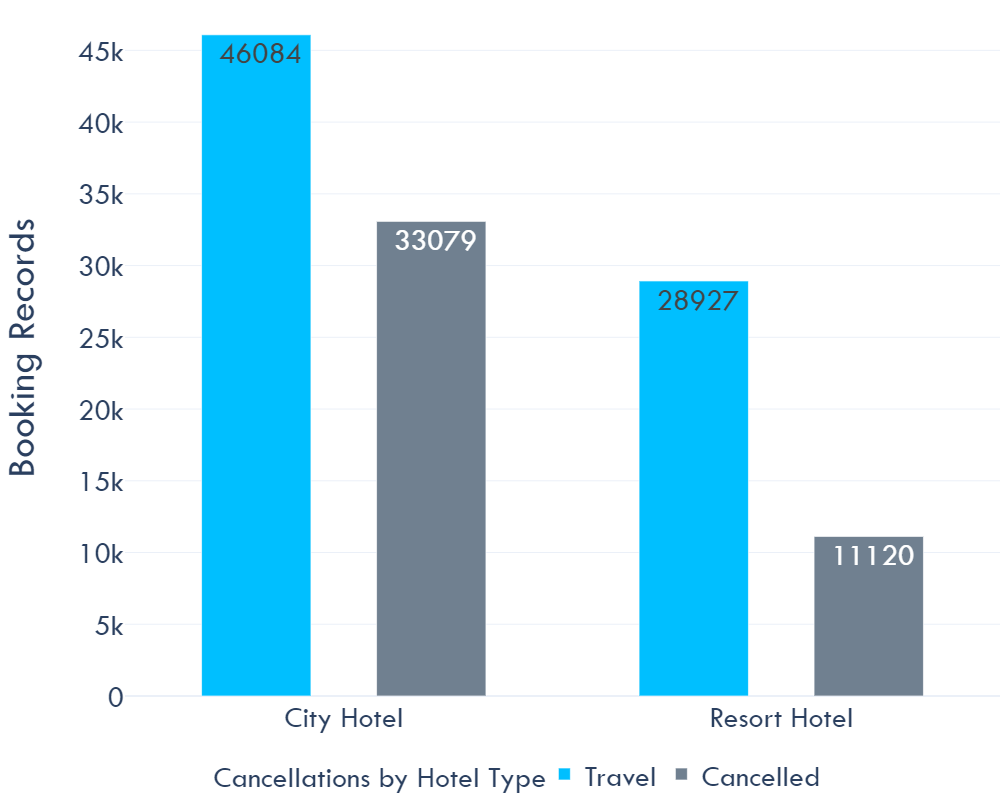 Booking Records
45k
40k
35k
30k
25k
20k
15k
10k
5k
0
46084
33079
28927
11120
City Hotel
Resort Hotel
Cancellations by Hotel Type Travel Cancelled